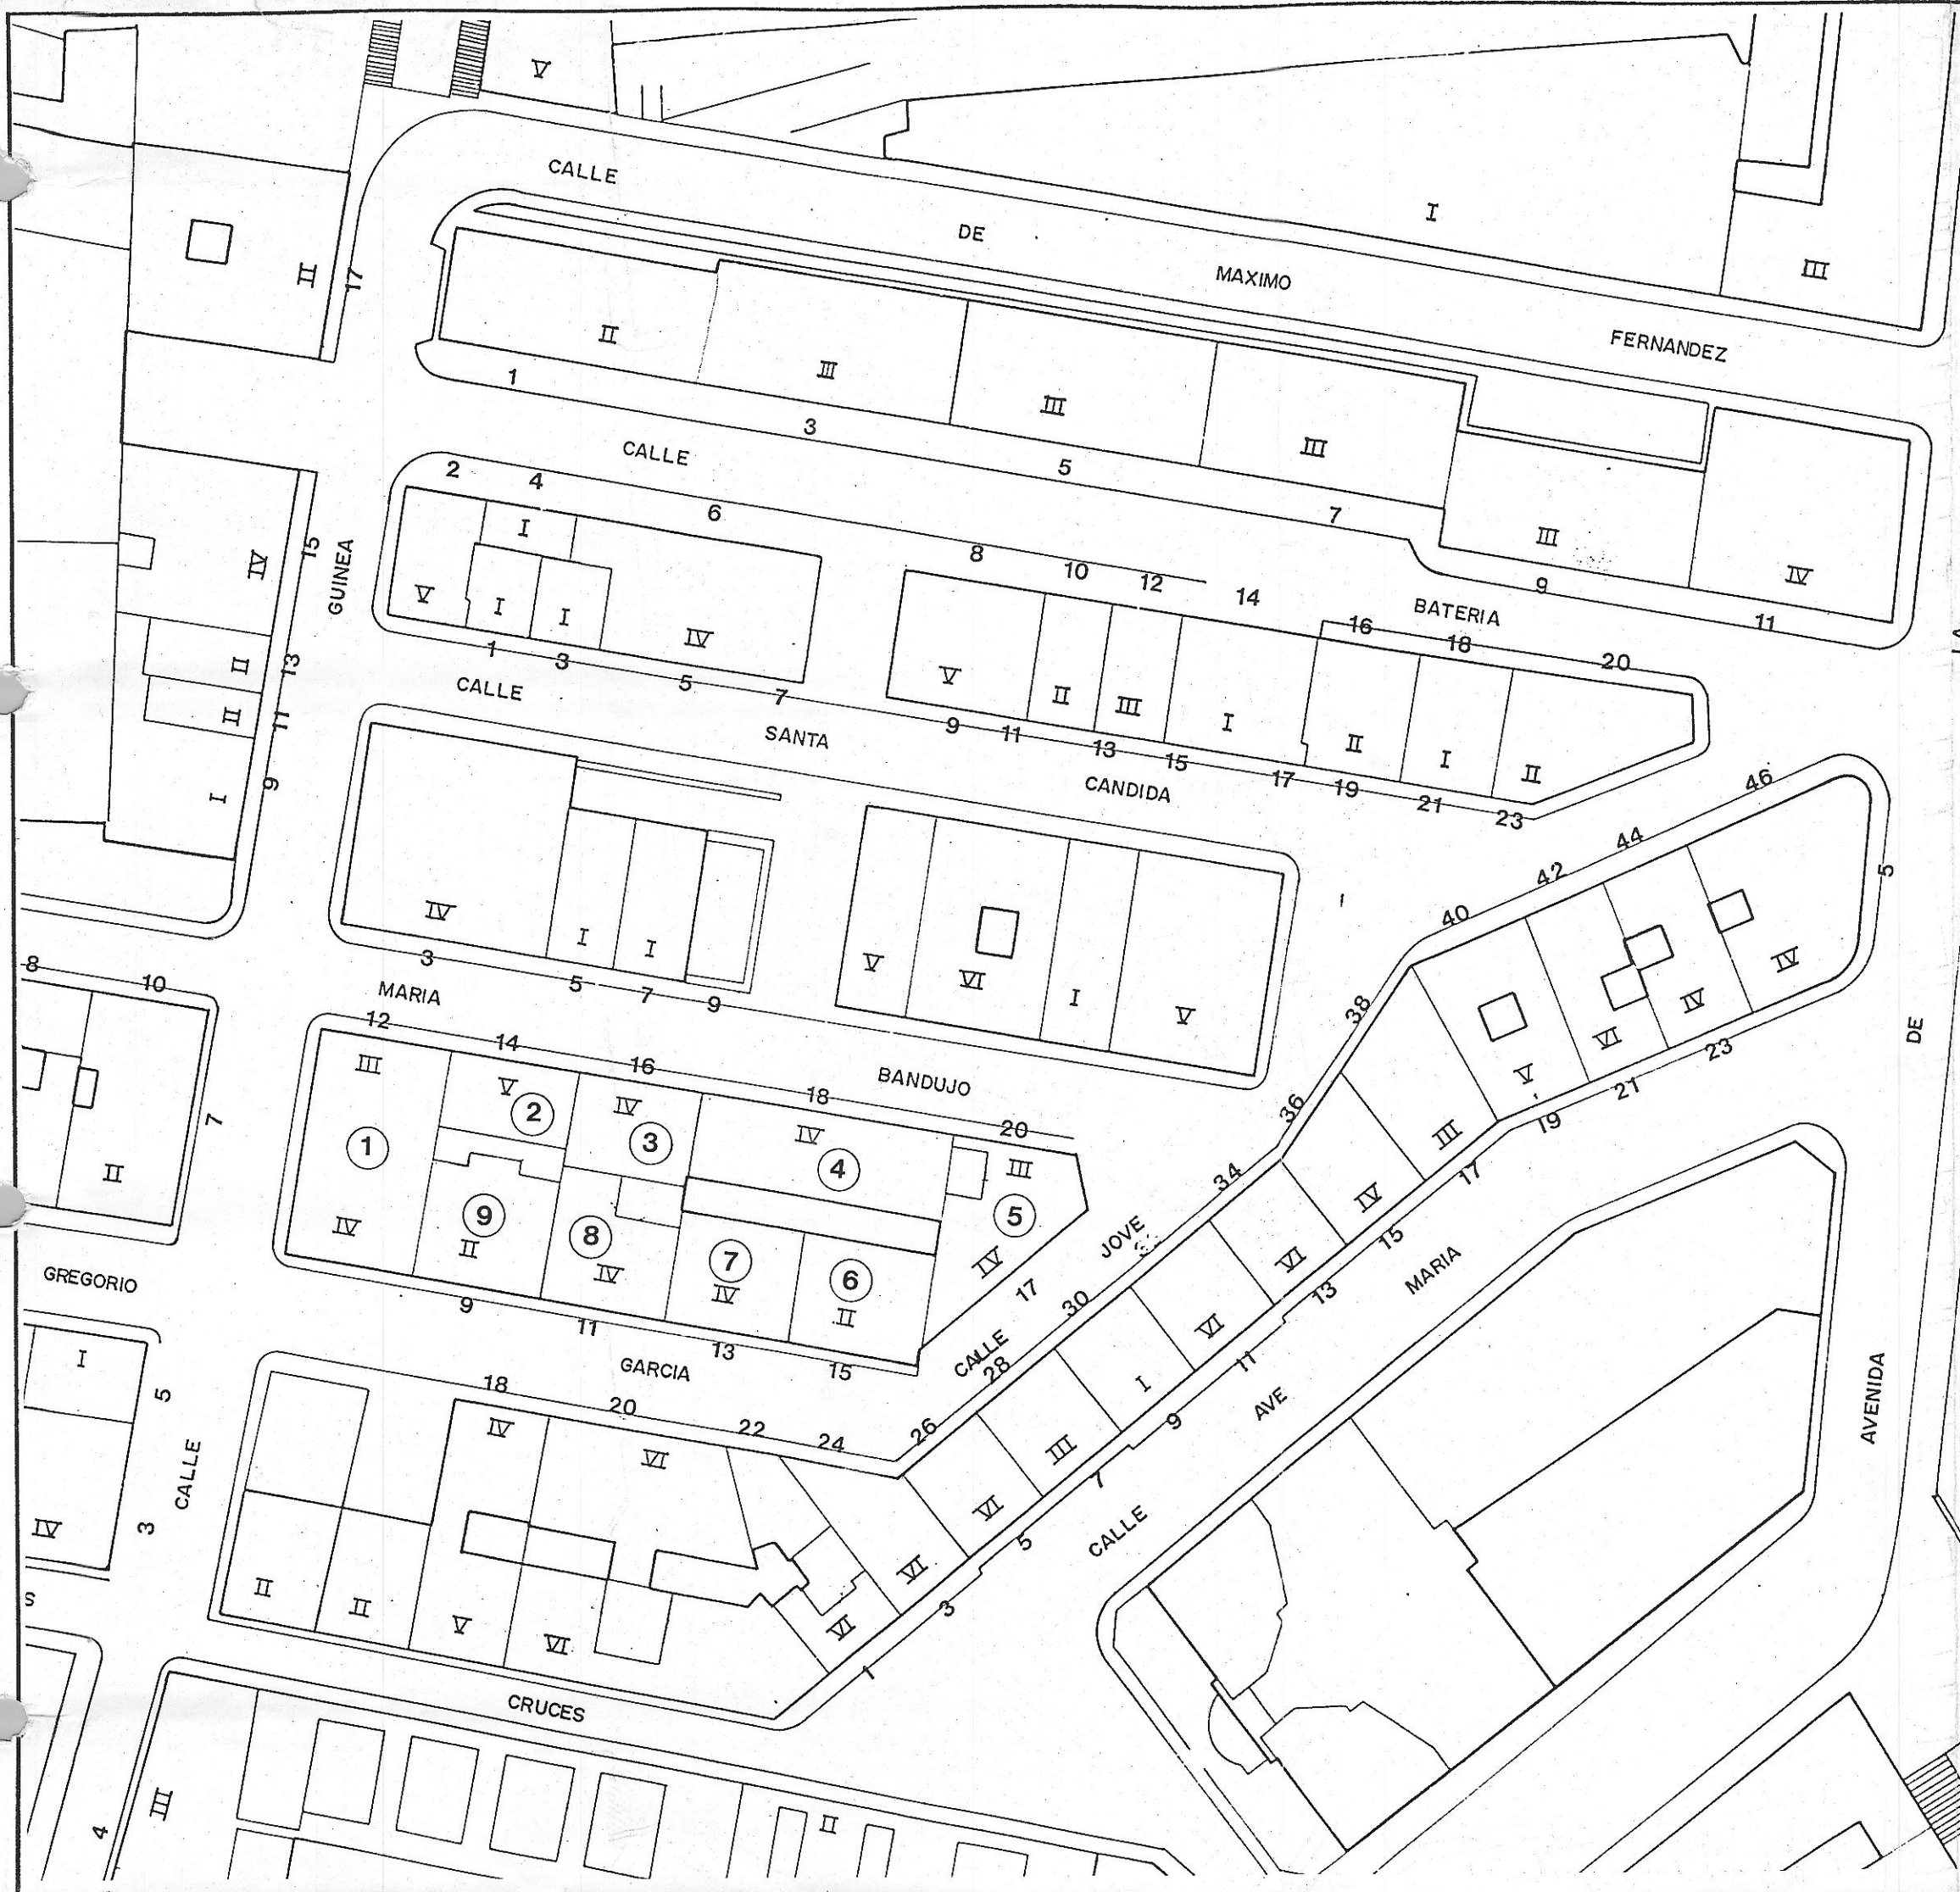 V
CALLE
DE
MAXIMO
FERNANDEZ
I
III
II
17
II
III
III
III
III
IV
1
3
5
7
9
11
CALLE
BATERIA
2
4
6
8
10
12
14
16
18
20
V
I
I
I
IV
V
II
III
I
II
I
II
1
3
5
7
9
11
13
15
17
19
21
23
IV
15
GUINEA
II
13
II
11
I
9
CALLE
SANTA
CANDIDA
IV
I
I
V
VI
I
V
3
5
7
9
MARIA
BANDUJO
8
10
II
7
12
14
16
18
20
III
V
2
IV
3
IV
4
III
5
1
IV
9
II
8
IV
7
IV
6
II
IV
17
9
11
13
15
GREGORIO
GARCIA
I
5
IV
3
CALLE
S
18
20
22
24
IV
VI
II
II
V
VI
VI
CALLE
JOVE
26
28
30
34
36
38
40
42
44
46
5
VI
VI
III
I
VI
VI
IV
III
V
VI
IV
IV
1
3
5
7
9
11
13
15
17
19
21
23
CALLE
AVE
MARIA
AVENIDA
DE
CRUCES
III
4
II